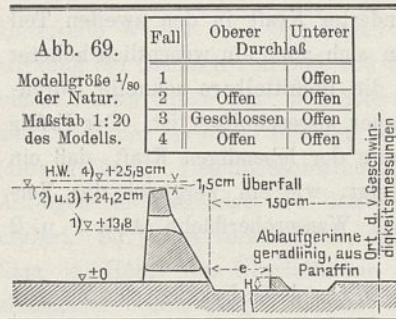 Abb. 69.
Modellgröße 1/80
der Natur.
Maßstab 1:20
des Modells.
Fall Oberer Unterer
Durchlaß
1 Offen
2 Offen Offen
3 Geschlossen Offen
4 Offen Offen
H.W. 4) +25,9cm
1,5cm Überfall
(2) u.3) +24,2cm
150cm
1) +13,8
Ablaufgerinne
geradlinig, aus
Paraffin
e
H.
±0
Ort d. v Geschwin-
digkeitsmessungen